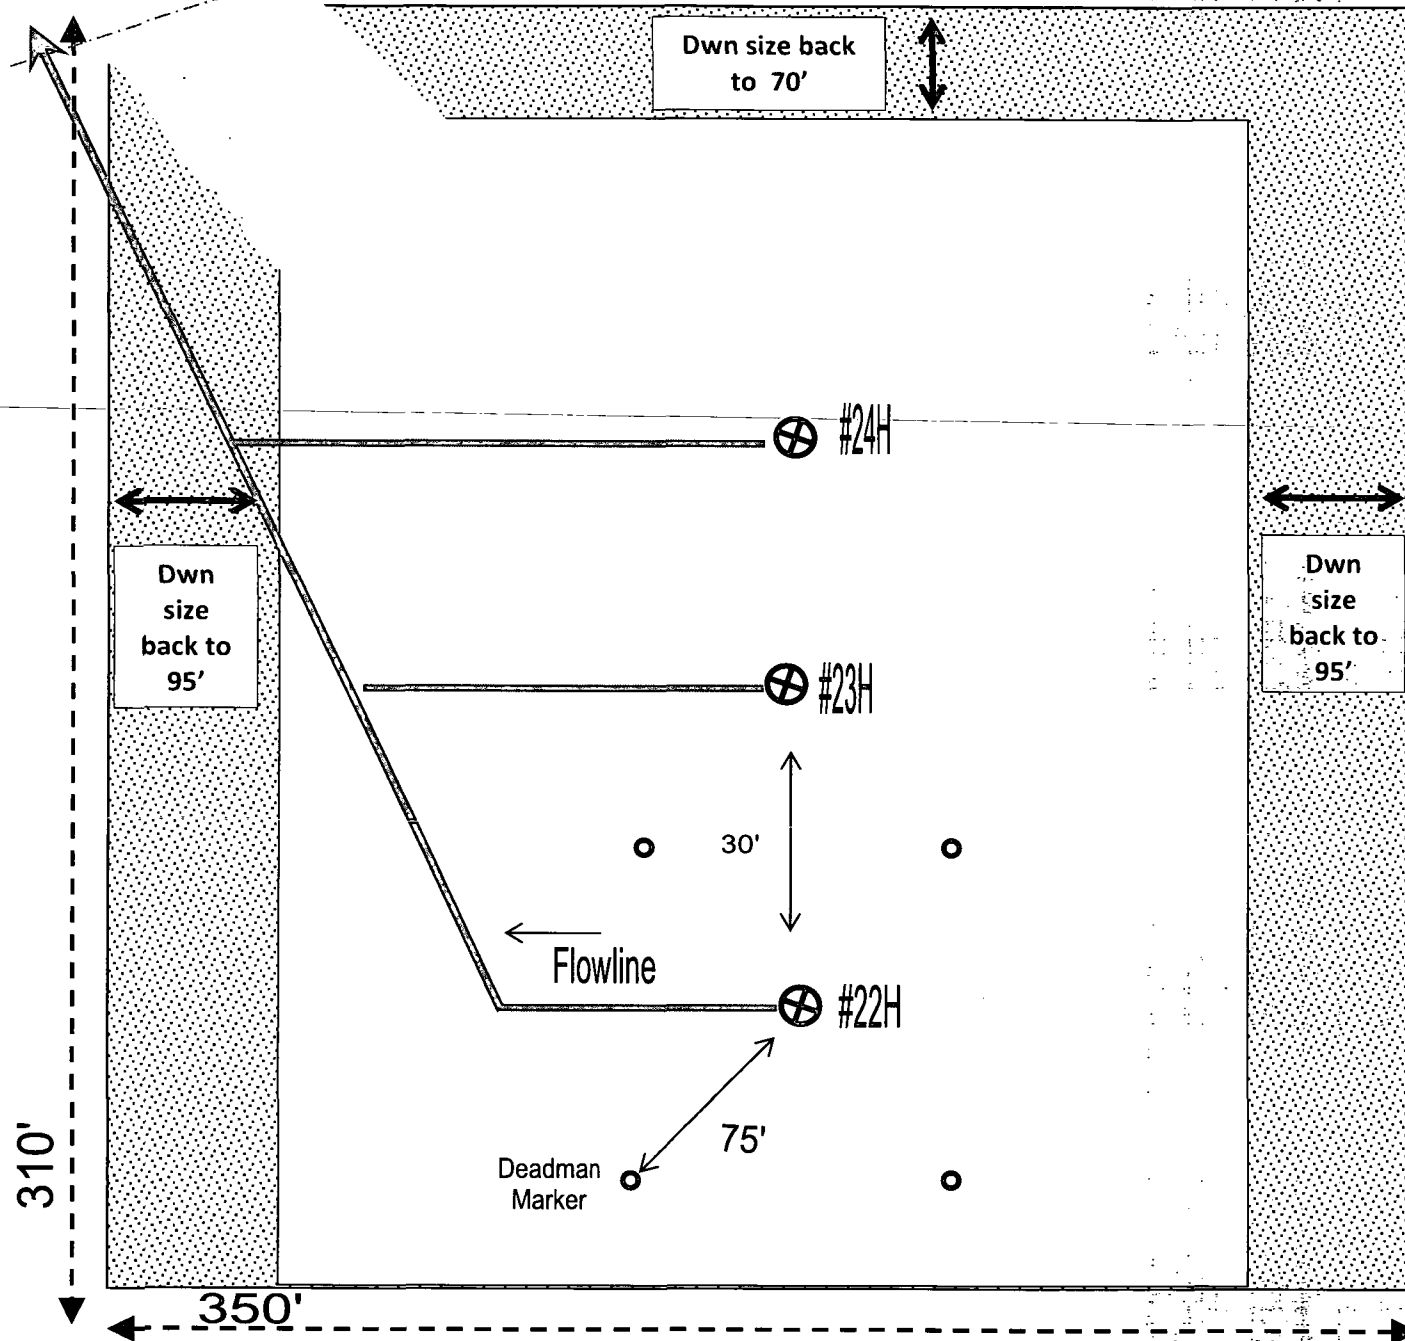 Dwn size back
to 70'
#24H
Dwn
size
back to
95'
Dwn
size
back to
95'
#23H
30'
Flowline
#22H
75'
Deadman
Marker
310'
350'